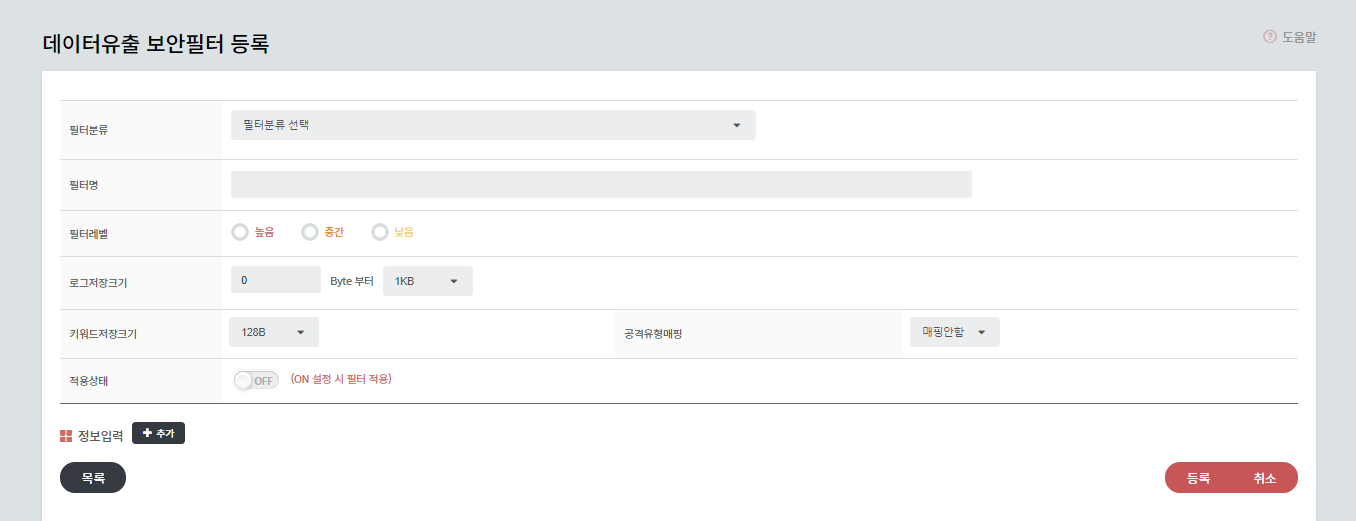 데이터유출 보안필터 등록
? 도움말
필터분류 필터분류 선택
필터명
필터레벨 높음 중간 낮음
로그저장크기 0 Byte 부터 1KB
키워드저장크기 128B 공격유형매핑 매핑안함
적용상태 OFF (ON 설정 시 필터 적용)
정보입력 + 추가
목록 등록 취소